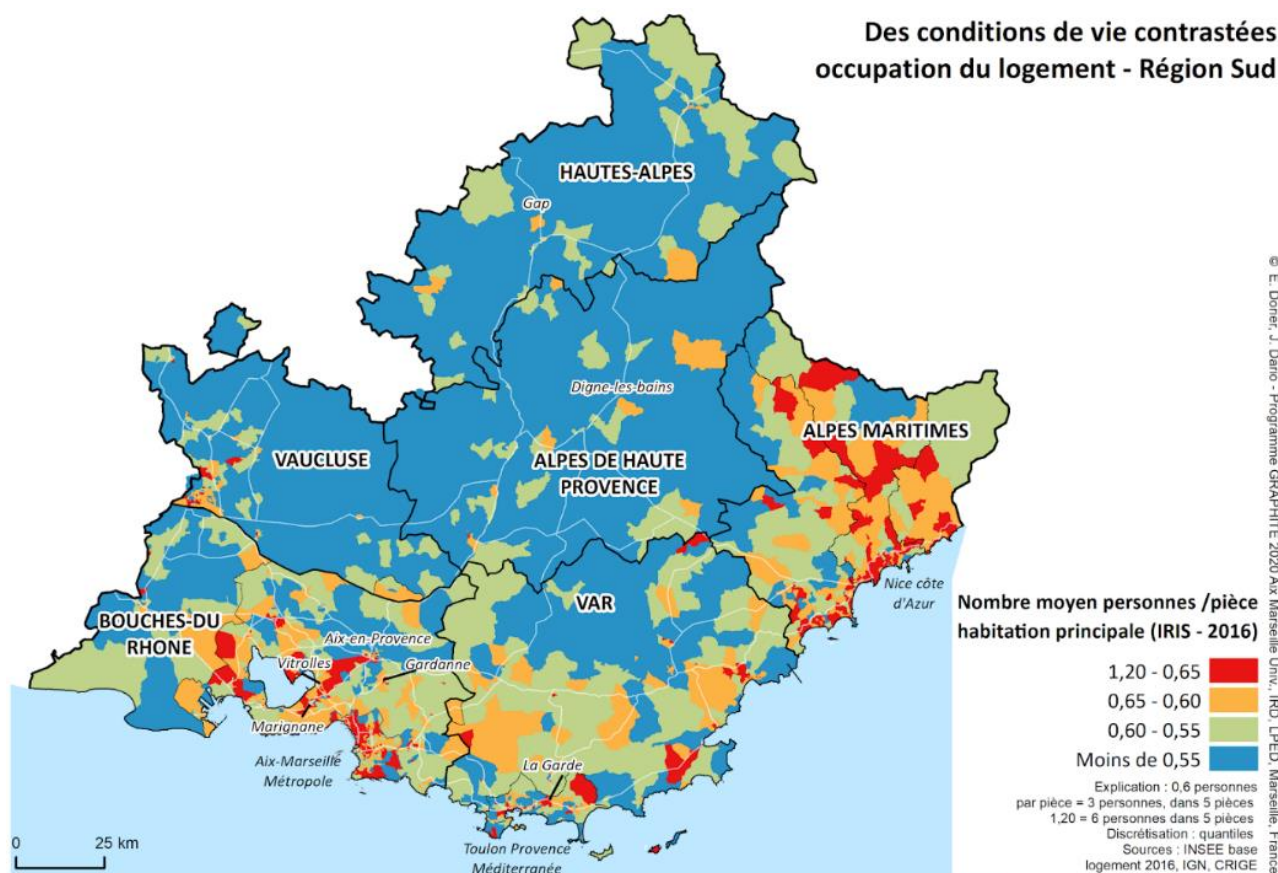 Des conditions de vie contrastées
occupation du logement - Région Sud
HAUTES-ALPES
Gap
Digne-les-bains
ALPES MARITIMES
VAUCLUSE
ALPES DE HAUTE
PROVENCE
Nice côte
d'Azur
VAR
BOUCHES-DU
RHONE
Aix-en-Provence
Vitrolles
Gardanne
Marignane
Aix-Marseille
Métropole
La Garde
Toulon Provence
Méditerranée
0 25 km
Nombre moyen personnes /pièce
habitation principale (IRIS - 2016)
1,20 - 0,65
0,65 - 0,60
0,60 - 0,55
Moins de 0,55
Explication : 0,6 personnes
par pièce = 3 personnes, dans 5 pièces
1,20 = 6 personnes dans 5 pièces
Discrétisation : quantiles
Sources : INSEE base
logement 2016, IGN, CRIGE
© E. Doner, J. Dario - Programme GRAPHITE 2020 Aix Marseille Univ., IRD, LPED, Marseille, France